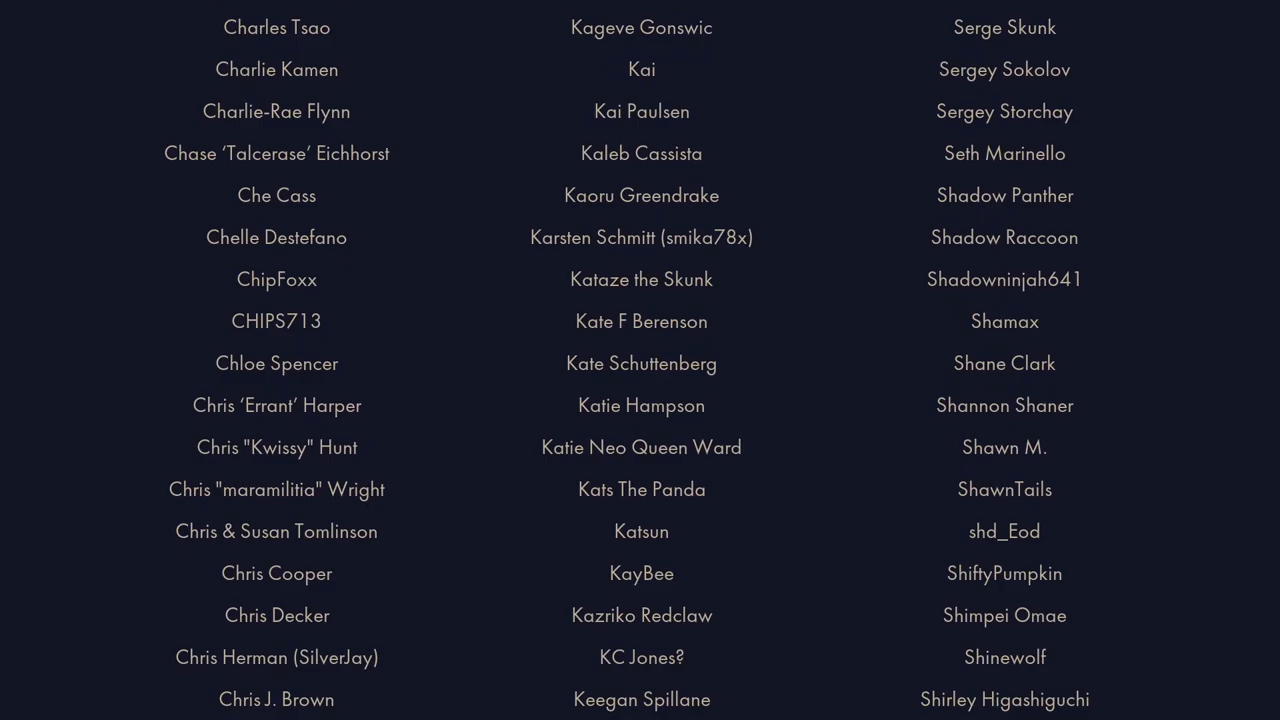 Charles Tsao
Charlie Kamen
Charlie-Rae Flynn
Chase ‘Talcerase’ Eichhorst
Che Cass
Chelle Destefano
ChipFoxx
CHIPS713
Chloe Spencer
Chris ‘Errant’ Harper
Chris "Kwissy" Hunt
Chris "maramilitia" Wright
Chris & Susan Tomlinson
Chris Cooper
Chris Decker
Chris Herman (SilverJay)
Chris J. Brown
Kageve Gonswic
Kai
Kai Paulsen
Kaleb Cassista
Kaoru Greendrake
Karsten Schmitt (smika78x)
Kataze the Skunk
Kate F Berenson
Kate Schuttenberg
Katie Hampson
Katie Neo Queen Ward
Kats The Panda
Katsun
KayBee
Kazriko Redclaw
KC Jones?
Keegan Spillane
Serge Skunk
Sergey Sokolov
Sergey Storchay
Seth Marinello
Shadow Panther
Shadow Raccoon
Shadowninjah641
Shamax
Shane Clark
Shannon Shaner
Shawn M.
ShawnTails
shd_Eod
ShiftyPumpkin
Shimpei Omae
Shinewolf
Shirley Higashiguchi